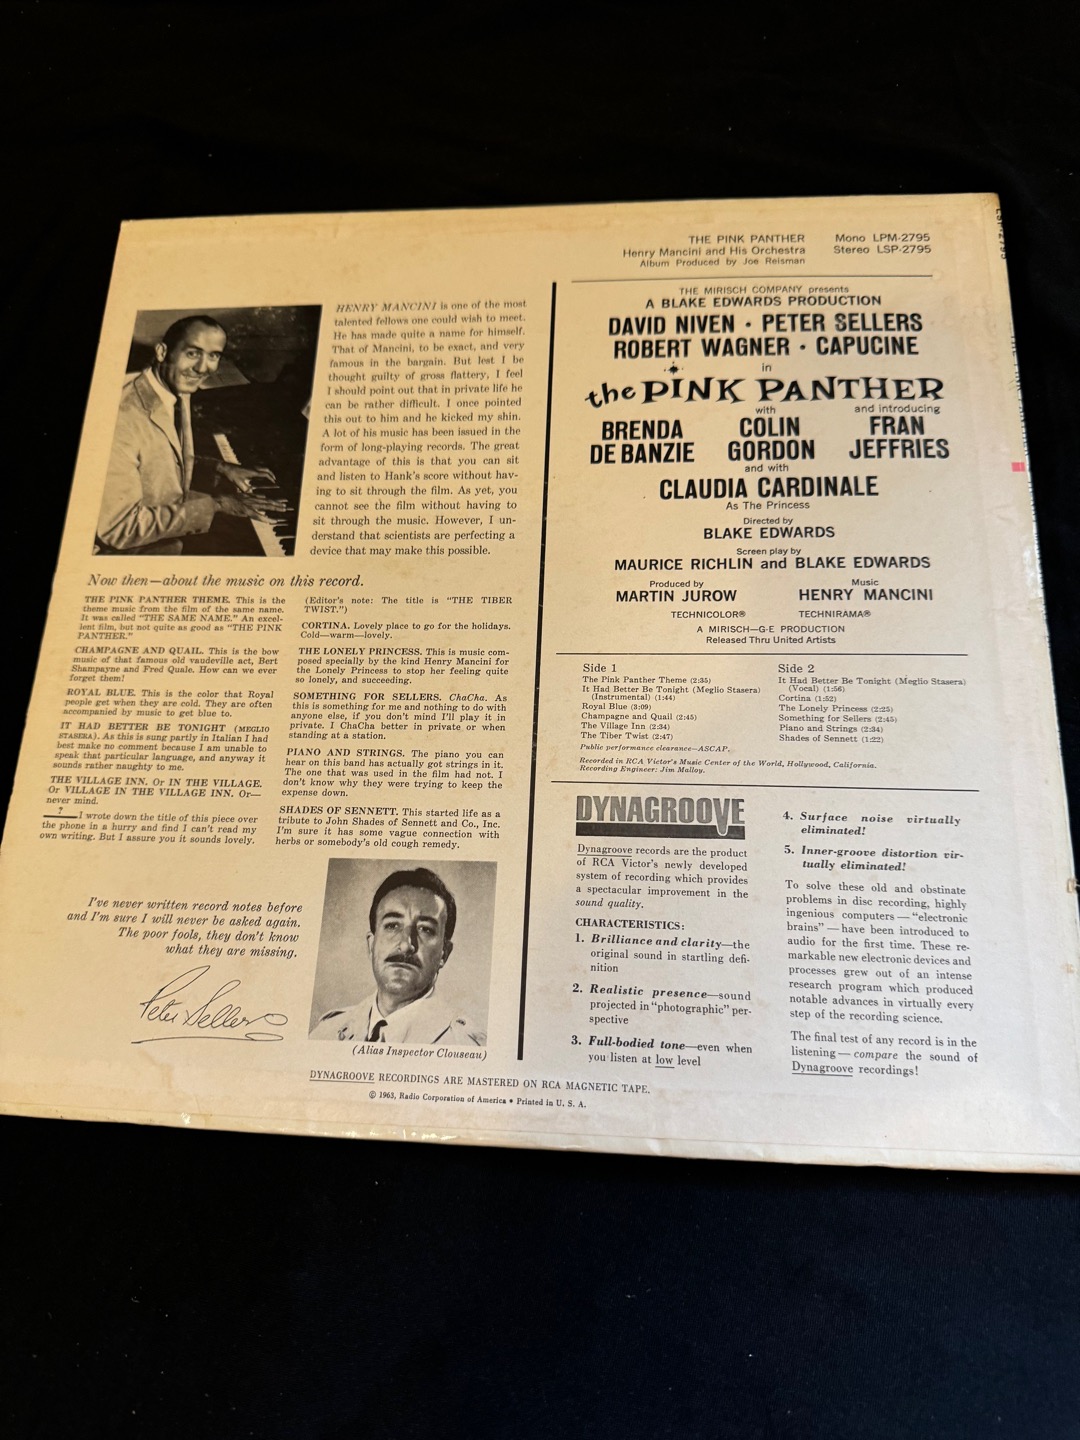 THE PINK PANTHER
Henry Mancini and His Orchestra
Album Produced by Joe Reisman
Mono LPM-2795
Stereo LSP-2795
HENRY MANCINI is one of the most
talented fellows one could wish to meet.
He has made quite a name for himself.
That of Mancini, to be exact, and very
famous in the bargain. But lest I be
thought guilty of gross flattery, I feel
I should point out that in private life he
can be rather difficult. I once pointed
this out to him and he kicked my shin.
A lot of his music has been issued in the
form of long-playing records. The great
advantage of this is that you can sit
and listen to Hank's score without hav-
ing to sit through the film. As yet, you
cannot see the film without having to
sit through the music. However, I un-
derstand that scientists are perfecting a
device that may make this possible.
Now then—about the music on this record.
THE PINK PANTHER THEME. This is the
theme music from the film of the same name.
It was called "THE SAME NAME." An excel-
lent film, but not quite as good as "THE PINK
PANTHER."
CHAMPAGNE AND QUAIL. This is the bow
music of that famous old vaudeville act, Bert
Shampayne and Fred Quale. How can we ever
forget them!
ROYAL BLUE. This is the color that Royal
people get when they are cold. They are often
accompanied by music to get blue to.
IT HAD BETTER BE TONIGHT (MEGLIO
STASERA). As this is sung partly in Italian I had
best make no comment because I am unable to
speak that particular language, and anyway it
sounds rather naughty to me.
THE VILLAGE INN. Or IN THE VILLAGE.
Or VILLAGE IN THE VILLAGE INN. Or—
never mind.
? I wrote down the title of this piece over
the phone in a hurry and find I can't read my
own writing. But I assure you it sounds lovely.
(Editor's note: The title is "THE TIBER
TWIST.")
CORTINA. Lovely place to go for the holidays.
Cold—warm—lovely.
THE LONELY PRINCESS. This is music com-
posed specially by the kind Henry Mancini for
the Lonely Princess to stop her feeling quite
so lonely, and succeeding.
SOMETHING FOR SELLERS. ChaCha. As
this is something for me and nothing to do with
anyone else, if you don't mind I'll play it in
private. I ChaCha better in private or when
standing at a station.
PIANO AND STRINGS. The piano you can
hear on this band has actually got strings in it.
The one that was used in the film had not. I
don't know why they were trying to keep the
expense down.
SHADES OF SENNETT. This started life as a
tribute to John Shades of Sennett and Co., Inc.
I'm sure it has some vague connection with
herbs or somebody's old cough remedy.
I've never written record notes before
and I'm sure I will never be asked again.
The poor fools, they don't know
what they are missing.
Peter Sellers
(Alias Inspector Clouseau)
THE MIRISCH COMPANY presents
A BLAKE EDWARDS PRODUCTION
DAVID NIVEN • PETER SELLERS
ROBERT WAGNER • CAPUCINE
in
the PINK PANTHER
with
and introducing
BRENDA
DE BANZIE
COLIN
GORDON
FRAN
JEFFRIES
and with
CLAUDIA CARDINALE
As The Princess
Directed by
BLAKE EDWARDS
Screen play by
MAURICE RICHLIN and BLAKE EDWARDS
Produced by
MARTIN JUROW
Music
HENRY MANCINI
TECHNICOLOR® TECHNIRAMA®
A MIRISCH—G-E PRODUCTION
Released Thru United Artists
Side 1
The Pink Panther Theme (2:35)
It Had Better Be Tonight (Meglio Stasera)
(Instrumental) (1:44)
Royal Blue (3:09)
Champagne and Quail (2:45)
The Village Inn (2:34)
The Tiber Twist (2:47)
Side 2
It Had Better Be Tonight (Meglio Stasera)
(Vocal) (1:56)
Cortina (1:52)
The Lonely Princess (2:25)
Something for Sellers (2:45)
Piano and Strings (2:34)
Shades of Sennett (1:22)
Public performance clearance—ASCAP.
Recorded in RCA Victor's Music Center of the World, Hollywood, California.
Recording Engineer: Jim Malloy.
DYNAGROOVE
Dynagroove records are the product
of RCA Victor's newly developed
system of recording which provides
a spectacular improvement in the
sound quality.
CHARACTERISTICS:
1. Brilliance and clarity—the
original sound in startling defi-
nition
2. Realistic presence—sound
projected in "photographic" per-
spective
3. Full-bodied tone—even when
you listen at low level
4. Surface noise virtually
eliminated!
5. Inner-groove distortion vir-
tually eliminated!
To solve these old and obstinate
problems in disc recording, highly
ingenious computers—"electronic
brains"—have been introduced to
audio for the first time. These re-
markable new electronic devices and
processes grew out of an intense
research program which produced
notable advances in virtually every
step of the recording science.
The final test of any record is in the
listening—compare the sound of
Dynagroove recordings!
DYNAGROOVE RECORDINGS ARE MASTERED ON RCA MAGNETIC TAPE.
© 1963, Radio Corporation of America • Printed in U. S. A.